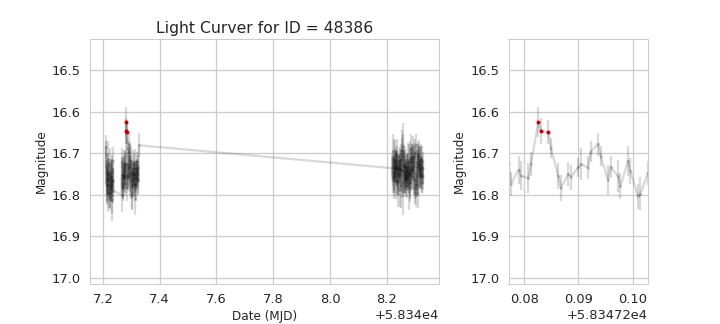 Light Curver for ID = 48386
Magnitude
16.5
16.6
16.7
16.8
16.9
17.0
7.2 7.4 7.6 7.8 8.0 8.2
Date (MJD)
+5.834e4
Magnitude
16.5
16.6
16.7
16.8
16.9
17.0
0.08 0.09 0.10
+5.83472e4